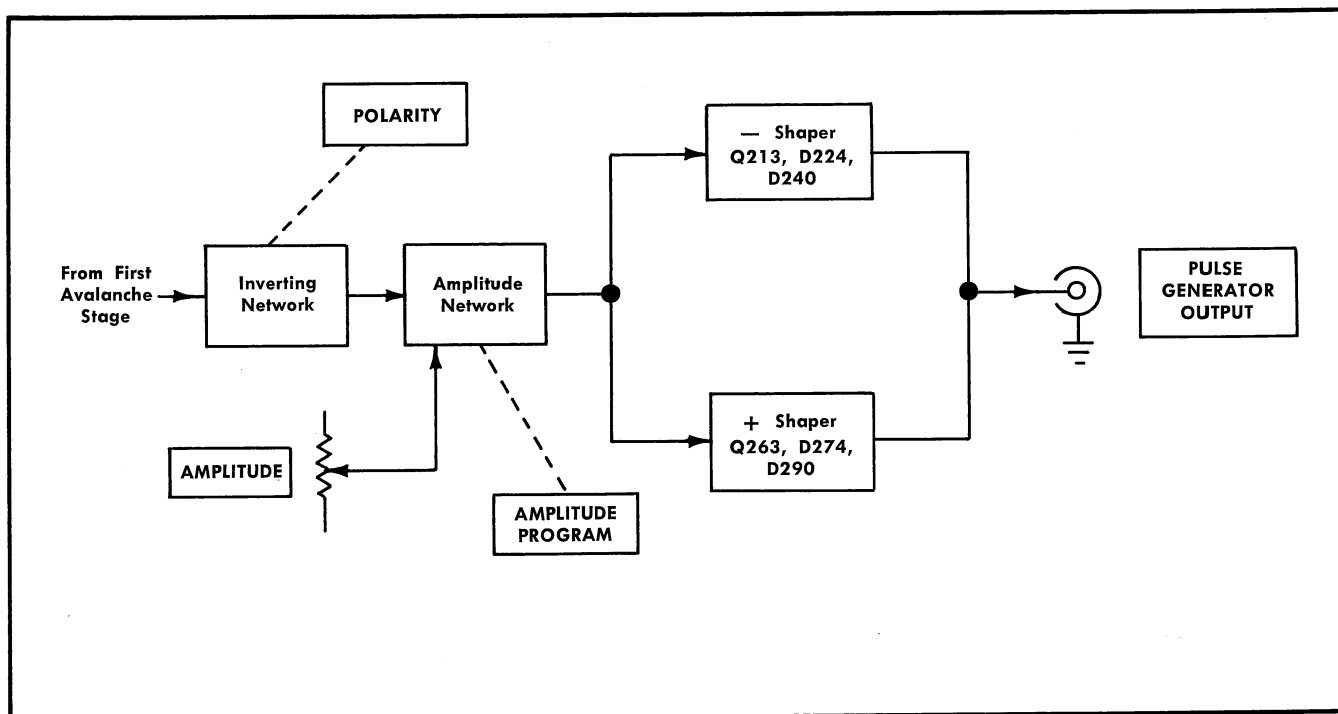 POLARITY
— Shaper
Q213, D224,
D240
From First
Avalanche
Stage
Inverting
Network
Amplitude
Network
PULSE
GENERATOR
OUTPUT
+ Shaper
Q263, D274,
D290
AMPLITUDE
AMPLITUDE
PROGRAM